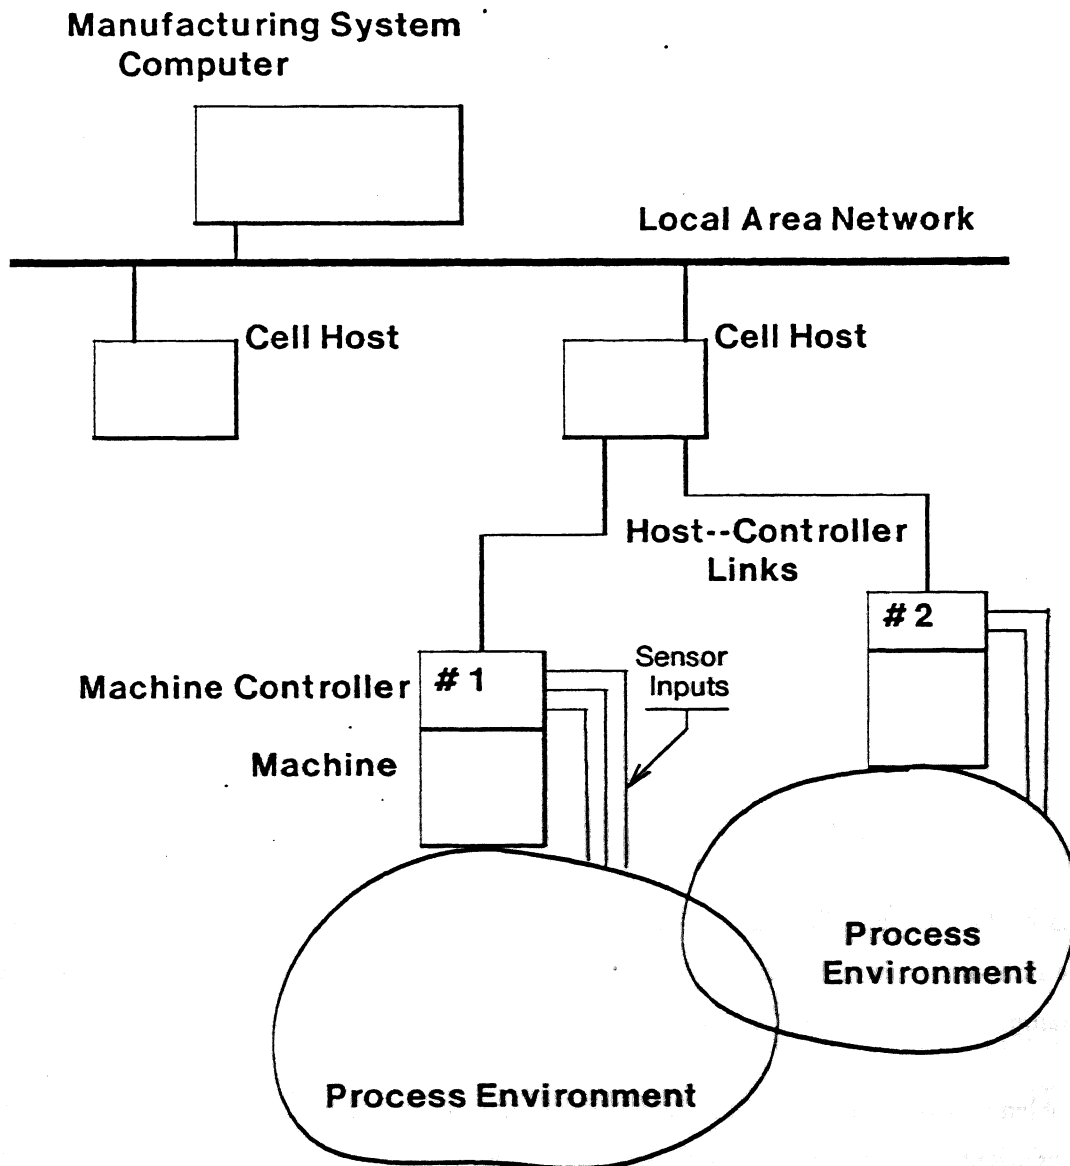 Manufacturing System
Computer
Local Area Network
Cell Host
Cell Host
Host--Controller
Links
# 2
Sensor
Inputs
Machine Controller
# 1
Machine
Process
Environment
Process Environment